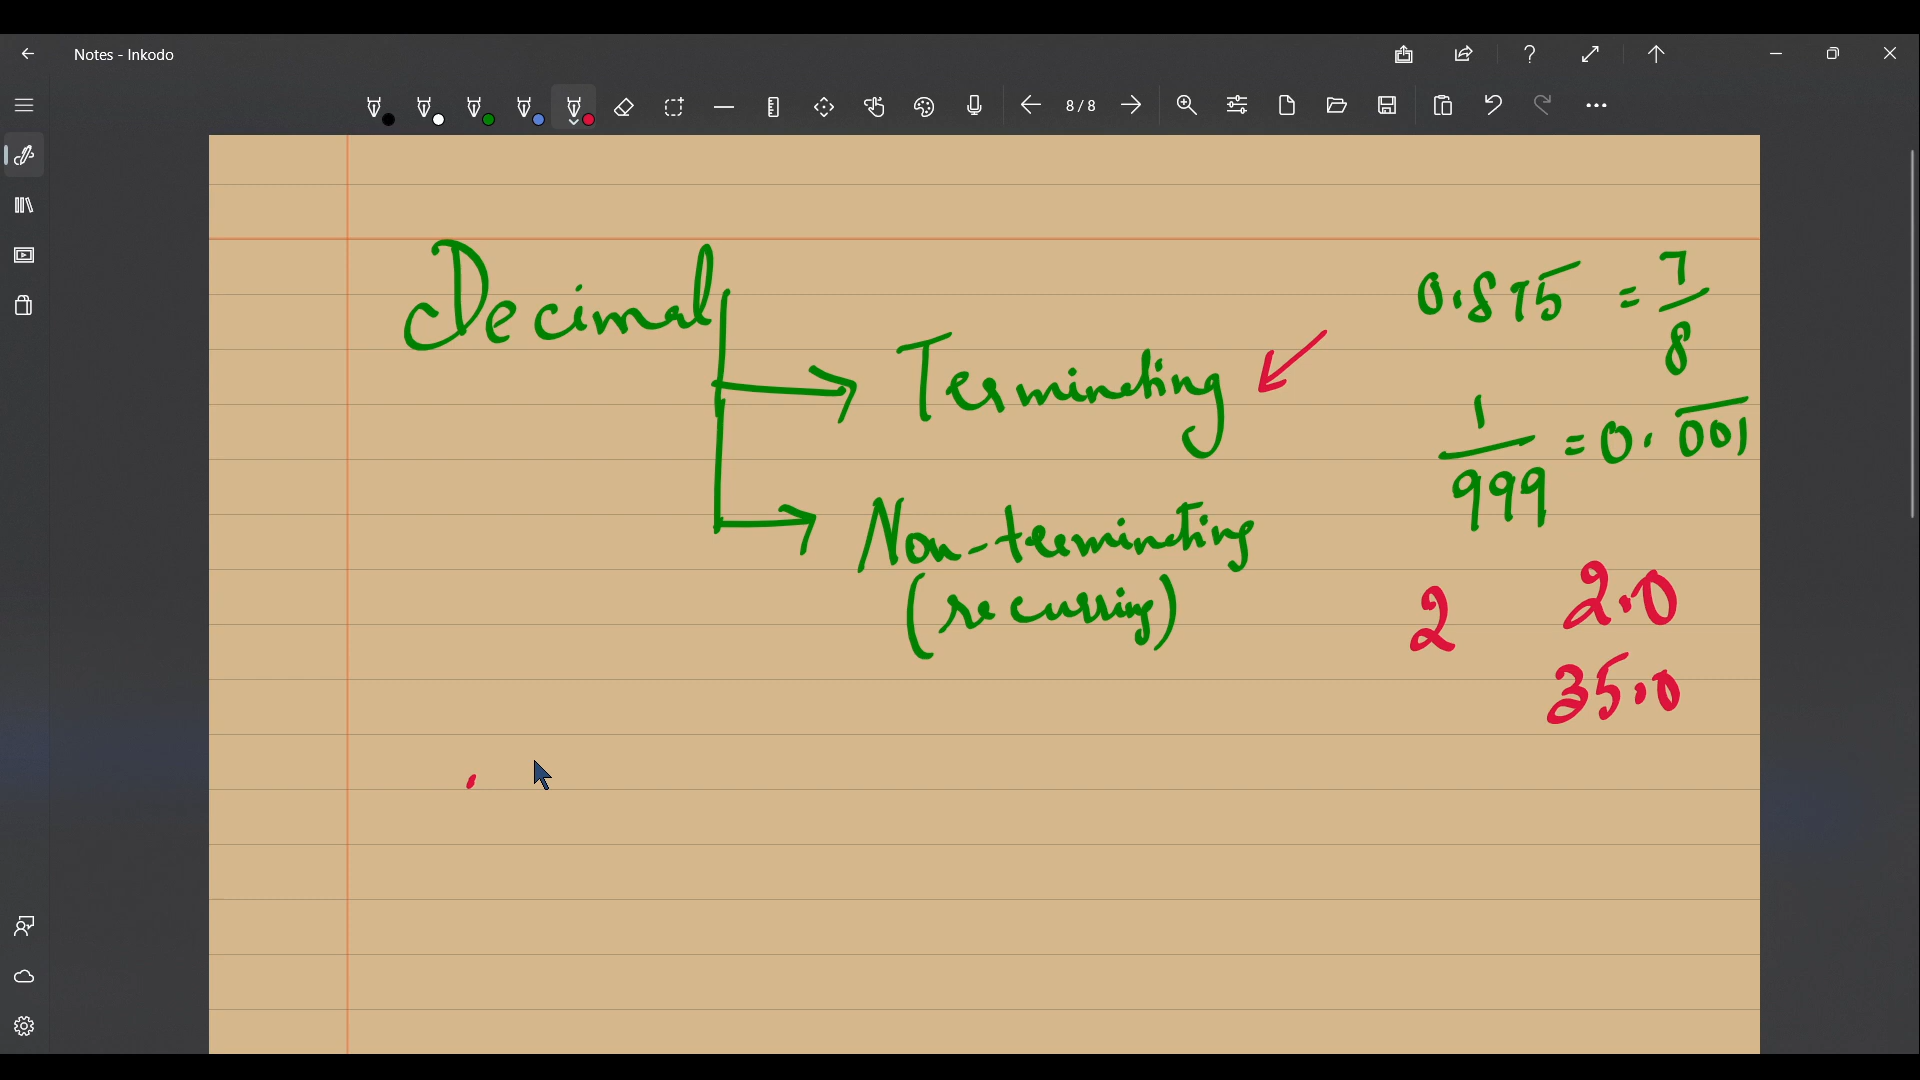 Notes - Inkodo
8 / 8
Decimal
Terminating
Non-terminating
(recurring)
0.875 = 7/8
1/999 = 0.\overline{001}
2 2.0
35.0